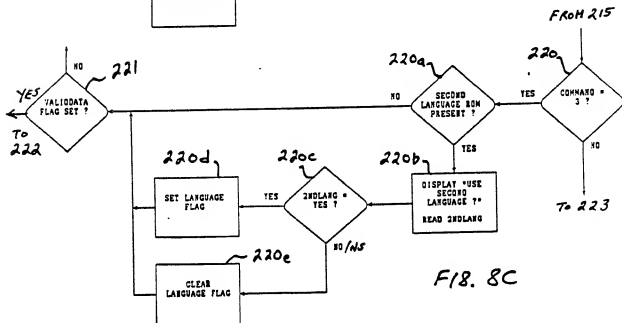 FROM 215
221
NO
220a
220
YES
VALIDDATA
FLAG SET ?
SECOND
LANGUAGE ROM
PRESENT ?
COMMAND =
3 ?
NO
YES
TO
222
YES
NO
220d
220c
220b
SET LANGUAGE
FLAG
YES
2NDLANG =
YES ?
DISPLAY "USE
SECOND
LANGUAGE ?"
READ 2NDLANG
TO 223
NO/NS
220e
CLEAR
LANGUAGE FLAG
FIG. 8C